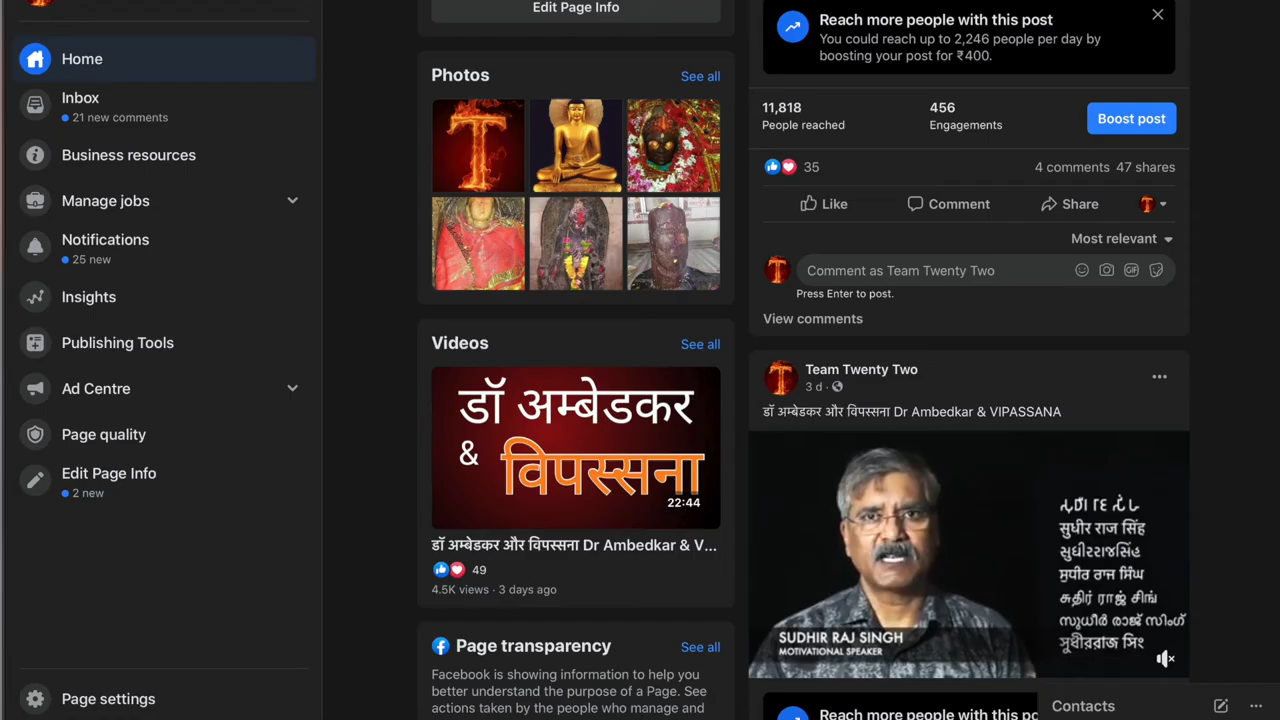 Home
Inbox
21 new comments
Business resources
Manage jobs
Notifications
25 new
Insights
Publishing Tools
Ad Centre
Page quality
Edit Page Info
2 new
Page settings
Edit Page Info
Photos
See all
Videos
See all
डॉ अम्बेडकर
&
विपस्सना
22:44
डॉ अम्बेडकर और विपस्सना Dr Ambedkar & V...
49
4.5K views · 3 days ago
Page transparency
See all
Facebook is showing information to help you
better understand the purpose of a Page. See
actions taken by the people who manage and
Reach more people with this post
You could reach up to 2,246 people per day by
boosting your post for ₹400.
11,818
People reached
456
Engagements
Boost post
35
4 comments 47 shares
Like
Comment
Share
Most relevant
Comment as Team Twenty Two
GIF
Press Enter to post.
View comments
Team Twenty Two
3 d ·
डॉ अम्बेडकर और विपस्सना Dr Ambedkar & VIPASSANA
सुधीर राज सिंह
સુધીરરાજસિંહ
ਸੁਧੀਰ ਰਾਜ ਸਿੰਘ
சுதிர் ராஜ் சிங்
സുധീർ രാജ് സിംഗ്
సుధీరరాజ సిం
SUDHIR RAJ SINGH
MOTIVATIONAL SPEAKER
Reach more people with this po
Contacts